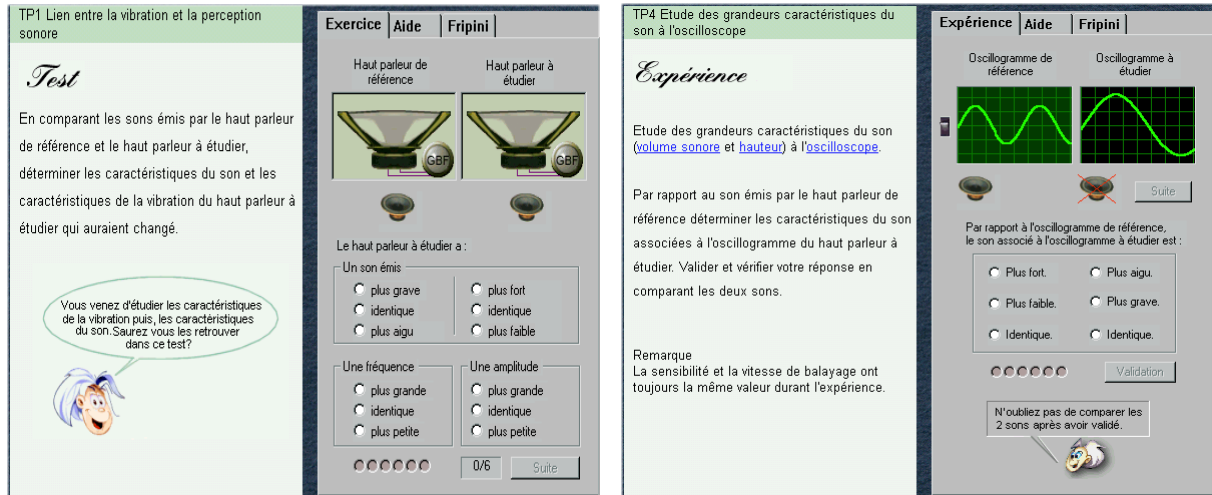 TP1 Lien entre la vibration et la perception
sonore
Test
En comparant les sons émis par le haut parleur
de référence et le haut parleur à étudier,
déterminer les caractéristiques du son et les
caractéristiques de la vibration du haut parleur à
étudier qui auraient changé.
Vous venez d'étudier les caractéristiques
de la vibration puis, les caractéristiques
du son.Saurez vous les retrouver
dans ce test?
Exercice Aide Fripini
Haut parleur de
référence
Haut parleur à
étudier
GBF GBF
Le haut parleur à étudier a :
Un son émis
plus grave plus fort
identique identique
plus aigu plus faible
Une fréquence Une amplitude
plus grande plus grande
identique identique
plus petite plus petite
0/6 Suite
TP4 Etude des grandeurs caractéristiques du
son à l'oscilloscope
Expérience
Etude des grandeurs caractéristiques du son
(volume sonore et hauteur) à l'oscilloscope.
Par rapport au son émis par le haut parleur de
référence déterminer les caractéristiques du son
associées à l'oscillogramme du haut parleur à
étudier. Valider et vérifier votre réponse en
comparant les deux sons.
Remarque
La sensibilité et la vitesse de balayage ont
toujours la même valeur durant l'expérience.
Expérience Aide Fripini
Oscillogramme de
référence
Oscillogramme à
étudier
Suite
Par rapport à l'oscillogramme de référence,
le son associé à l'oscillogramme à étudier est :
Plus fort. Plus aigu.
Plus faible. Plus grave.
Identique. Identique.
Validation
N'oubliez pas de comparer les
2 sons après avoir validé.